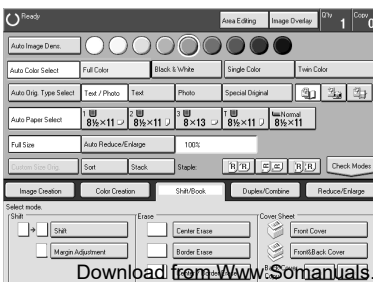 Ready Area Editing Image Overlay Q'ty 1 Copy 0
Auto Image Dens.
Auto Color Select Full Color Black & White Single Color Twin Color
Auto Orig. Type Select Text / Photo Text Photo Special Original
Auto Paper Select 1 8½×11 2 8½×11 3 8×13 T 8½×11 Normal 8½×11
Full Size Auto Reduce/Enlarge 100%
Custom Size Orig. Sort Stack Staple: Check Modes
Image Creation Color Creation Shift/Book Duplex/Combine Reduce/Enlarge
Select mode.
Shift Erase Cover Sheet
Shift Center Erase Front Cover
Margin Adjustment Border Erase Front&Back Cover
Download from Www.Somanuals.